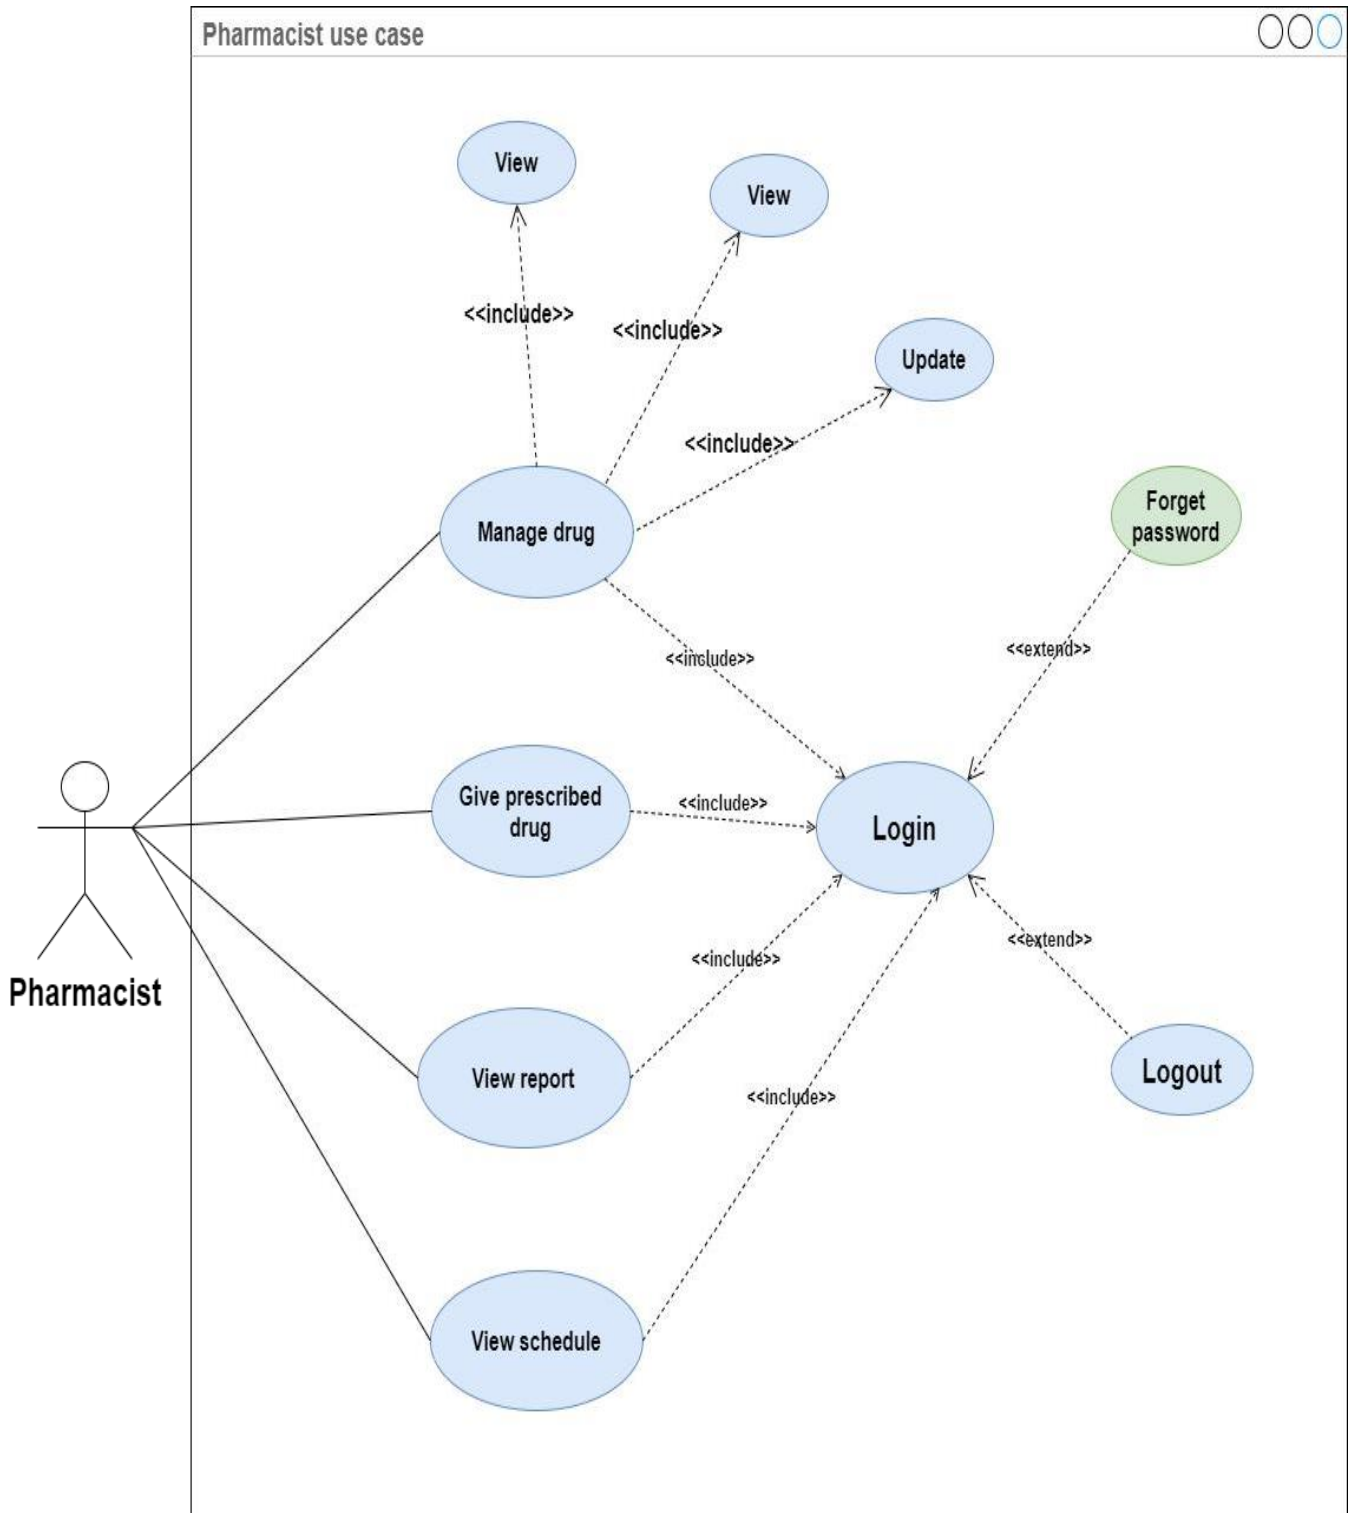 Pharmacist use case
View
View
<<include>>
<<include>>
Update
<<include>>
Manage drug
Forget
password
<<include>>
<<extend>>
Give prescribed
drug
<<include>>
Login
<<include>>
<<extend>>
Pharmacist
View report
Logout
<<include>>
View schedule